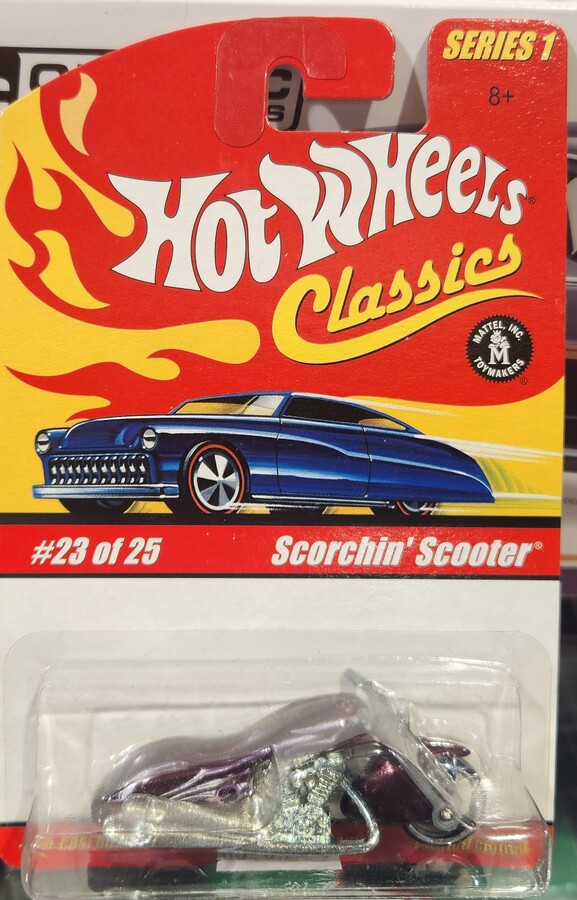 SERIES 1
8+
Hot Wheels®
Classics
MATTEL, INC.
M
TOYMAKERS
®
#23 of 25
Scorchin' Scooter®